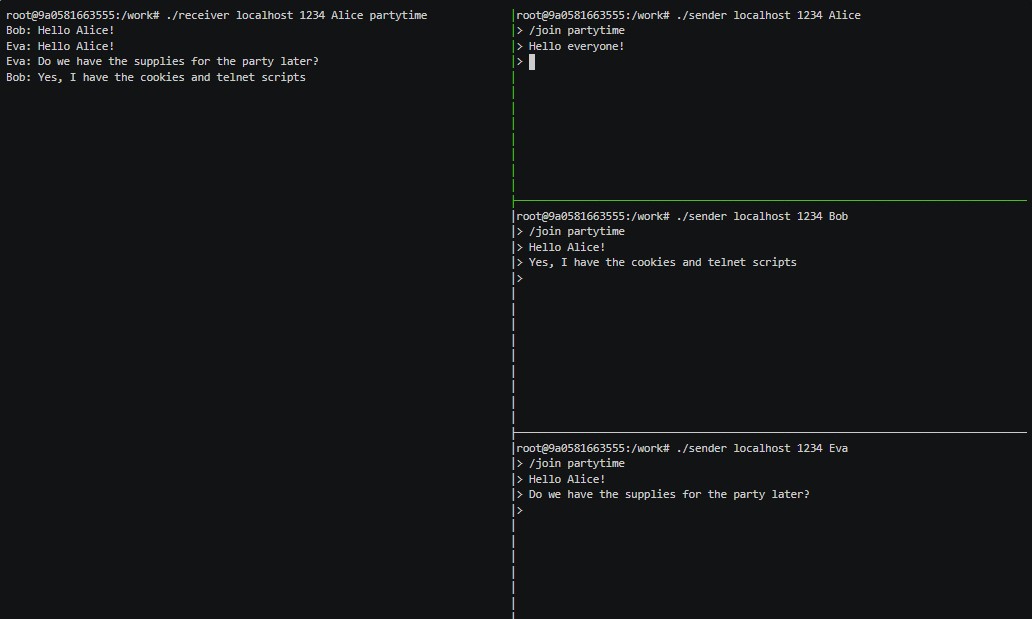 root@9a0581663555:/work# ./receiver localhost 1234 Alice partytime
Bob: Hello Alice!
Eva: Hello Alice!
Eva: Do we have the supplies for the party later?
Bob: Yes, I have the cookies and telnet scripts
root@9a0581663555:/work# ./sender localhost 1234 Alice
> /join partytime
> Hello everyone!
>
root@9a0581663555:/work# ./sender localhost 1234 Bob
> /join partytime
> Hello Alice!
> Yes, I have the cookies and telnet scripts
>
root@9a0581663555:/work# ./sender localhost 1234 Eva
> /join partytime
> Hello Alice!
> Do we have the supplies for the party later?
>